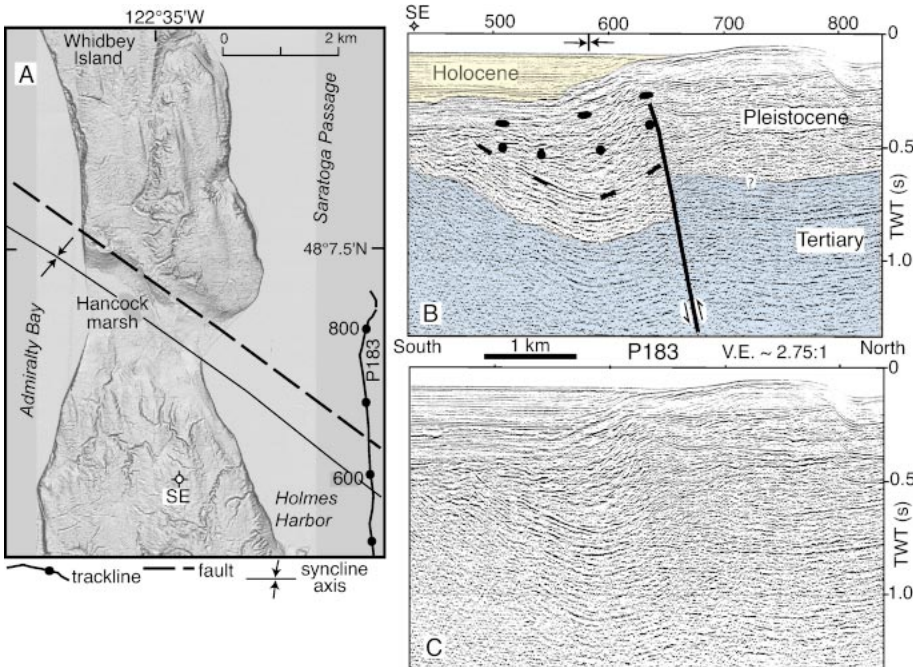 122°35'W
A
Whidbey
Island
0
2 km
Saratoga Passage
48°7.5'N
Admiralty Bay
Hancock
marsh
800
P183
600
SE
Holmes
Harbor
trackline
fault
syncline
axis
SE
500
600
700
800
0
Holocene
Pleistocene
0.5
TWT (s)
?
Tertiary
1.0
B
South
1 km
P183
V.E. ~ 2.75:1
North
0
0.5
TWT (s)
1.0
C